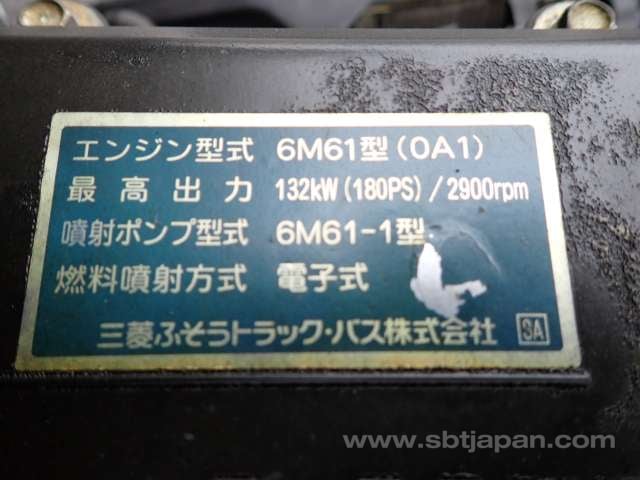 エンジン型式 6M61型(0A1)
最高出力 132kW(180PS)/2900rpm
噴射ポンプ型式 6M61-1型
燃料噴射方式 電子式
三菱ふそうトラック・バス株式会社
www.sbtjapan.com